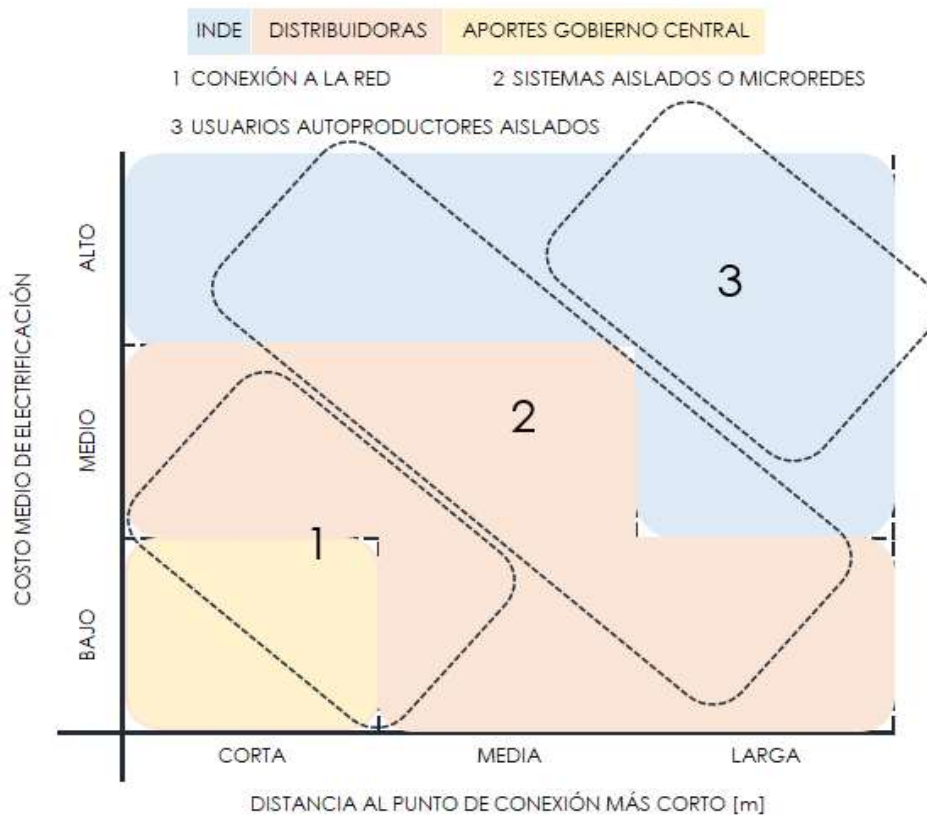 INDE DISTRIBUIDORAS APORTES GOBIERNO CENTRAL
1 CONEXIÓN A LA RED 2 SISTEMAS AISLADOS O MICROREDES
3 USUARIOS AUTOPRODUCTORES AISLADOS
COSTO MEDIO DE ELECTRIFICACIÓN
ALTO
MEDIO
BAJO
3
2
1
CORTA MEDIA LARGA
DISTANCIA AL PUNTO DE CONEXIÓN MÁS CORTO [m]